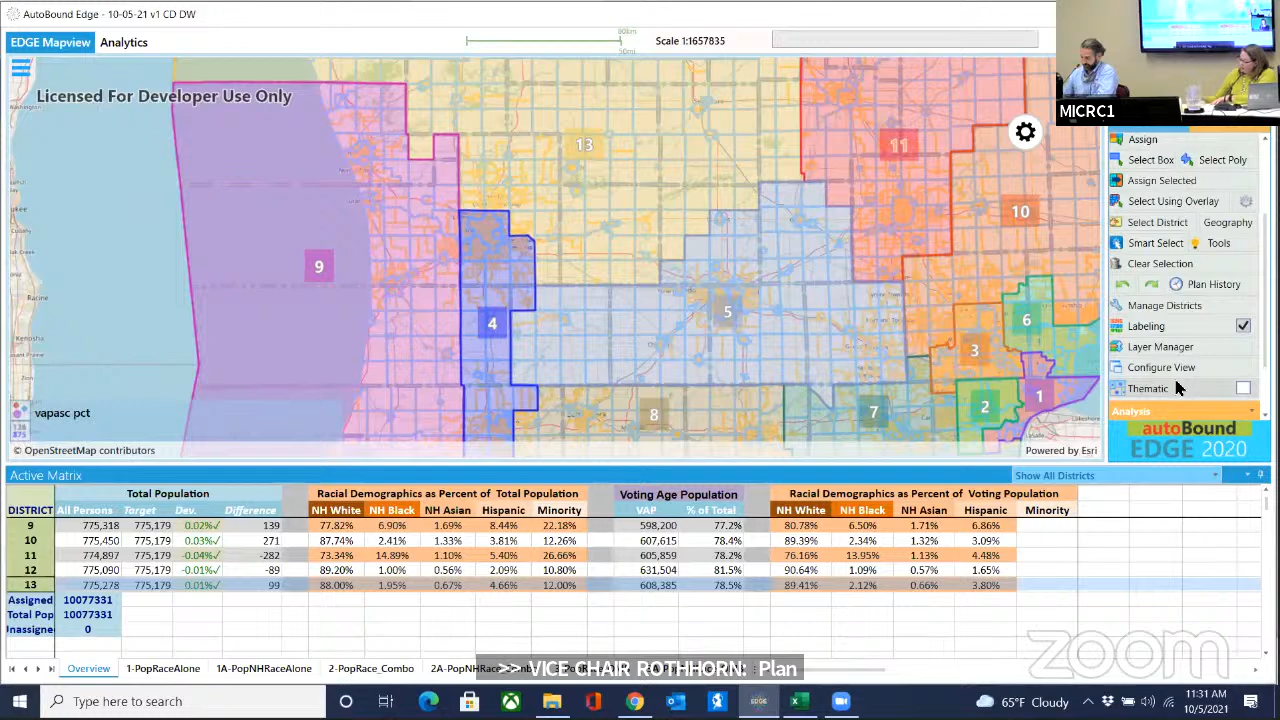 AutoBound Edge - 10-05-21 v1 CD DW
EDGE Mapview Analytics
80km
50mi
Scale 1:1657835
Licensed For Developer Use Only
MICRC1
13
11
10
9
4
5
6
3
8
7
2
1
Racine
Kenosha
vapasc pct
© OpenStreetMap contributors
Powered by Esri
Assign
Select Box Select Poly
Assign Selected
Select Using Overlay
Select District Geography
Smart Select Tools
Clear Selection
Plan History
Manage Districts
Labeling
Layer Manager
Configure View
Thematic
Analysis
autoBound
EDGE 2020
Active Matrix Show All Districts
Total Population Racial Demographics as Percent of Total Population Voting Age Population Racial Demographics as Percent of Voting Population
DISTRICT All Persons Target Dev. Difference NH White NH Black NH Asian Hispanic Minority VAP % of Total NH White NH Black NH Asian Hispanic Minority
9 775,318 775,179 0.02%✓ 139 77.82% 6.90% 1.69% 8.44% 22.18% 598,200 77.2% 80.78% 6.50% 1.71% 6.86%
10 775,450 775,179 0.03%✓ 271 87.74% 2.41% 1.33% 3.81% 12.26% 607,615 78.4% 89.39% 2.34% 1.32% 3.09%
11 774,897 775,179 -0.04%✓ -282 73.34% 14.89% 1.10% 5.40% 26.66% 605,859 78.2% 76.16% 13.95% 1.13% 4.48%
12 775,090 775,179 -0.01%✓ -89 89.20% 1.00% 0.56% 2.09% 10.80% 631,504 81.5% 90.64% 1.09% 0.57% 1.65%
13 775,278 775,179 0.01%✓ 99 88.00% 1.95% 0.67% 4.66% 12.00% 608,385 78.5% 89.41% 2.12% 0.66% 3.80%
Assigned 10077331
Total Pop 10077331
Unassigne 0
zoom
Overview 1-PopRaceAlone 1A-PopNHRaceAlone 2-PopRace_Combo 2A-PopNHRace
>> VICE CHAIR ROTHHORN: Plan
Type here to search
EDGE
65°F Cloudy
11:31 AM
10/5/2021